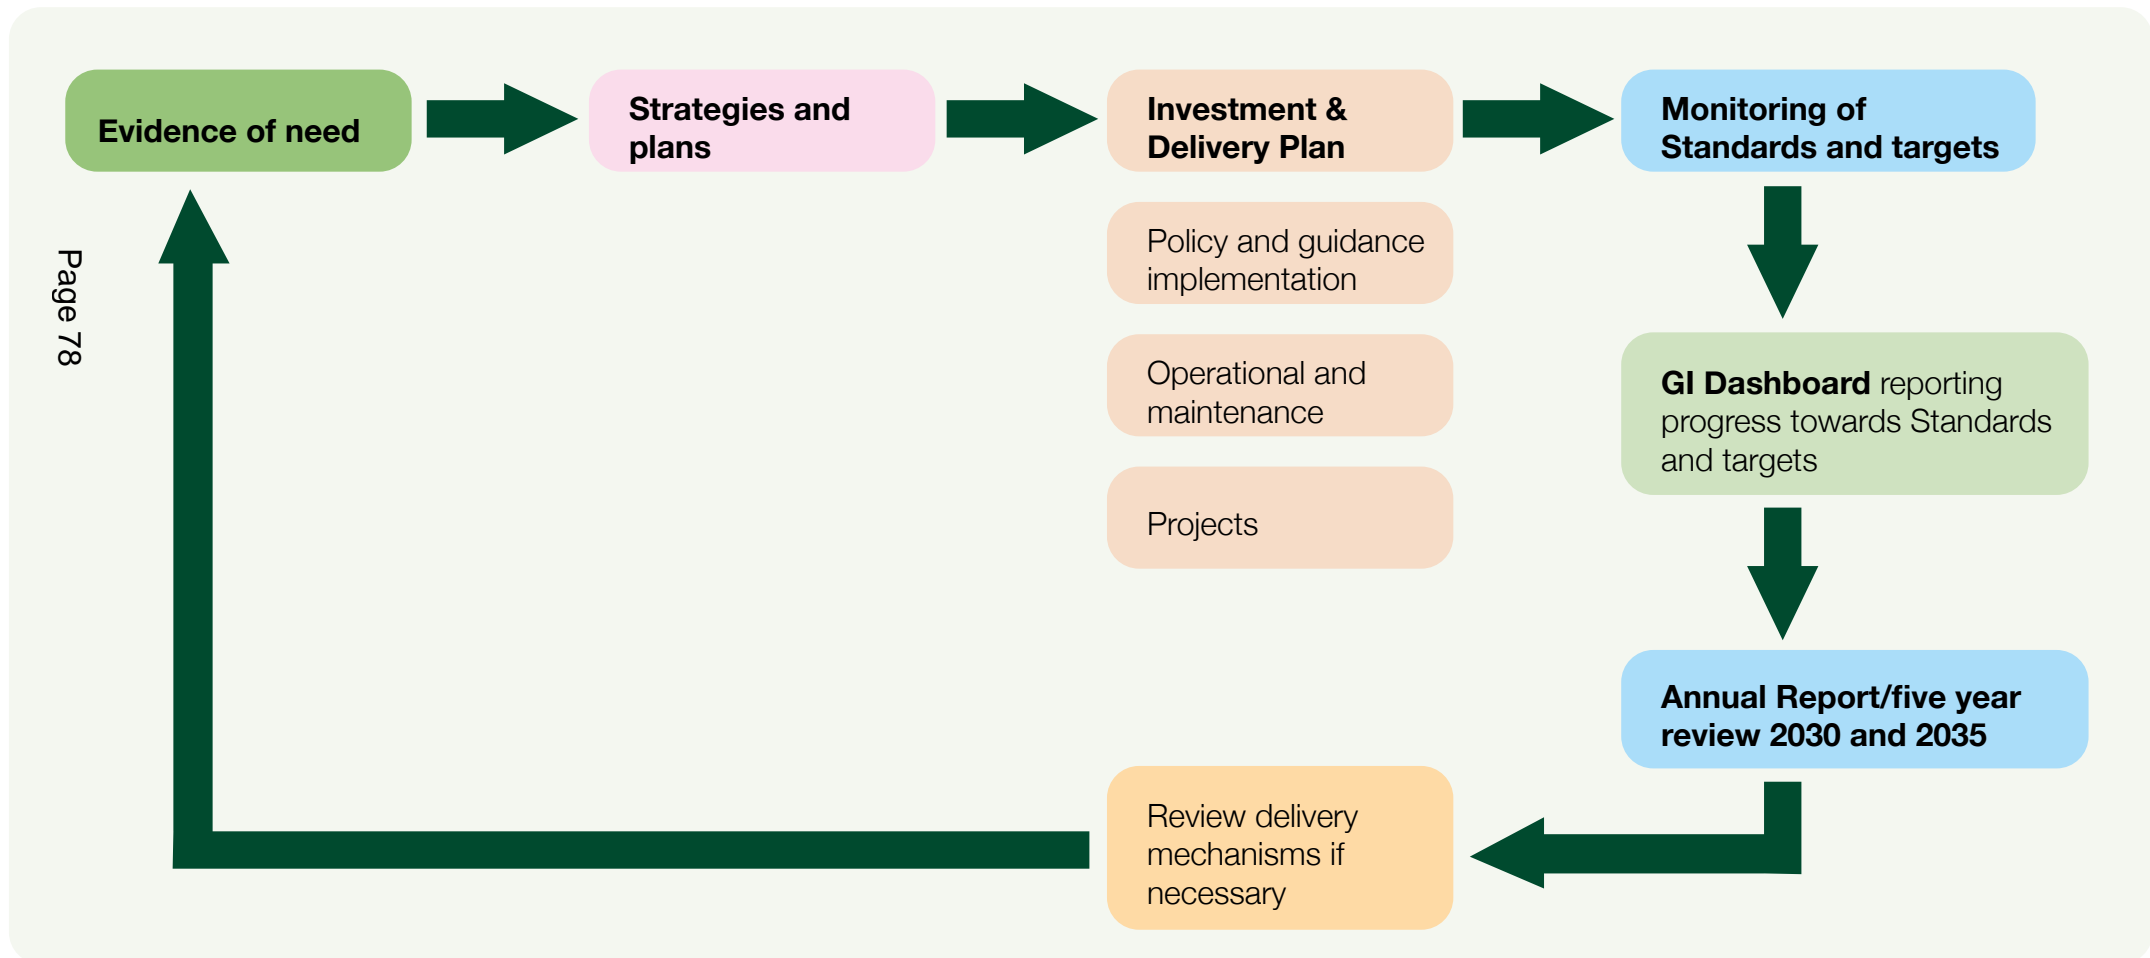 Evidence of need
Strategies and
plans
Investment &
Delivery Plan
Policy and guidance
implementation
Operational and
maintenance
Projects
Monitoring of
Standards and targets
GI Dashboard reporting
progress towards Standards
and targets
Annual Report/five year
review 2030 and 2035
Review delivery
mechanisms if
necessary
Page 78